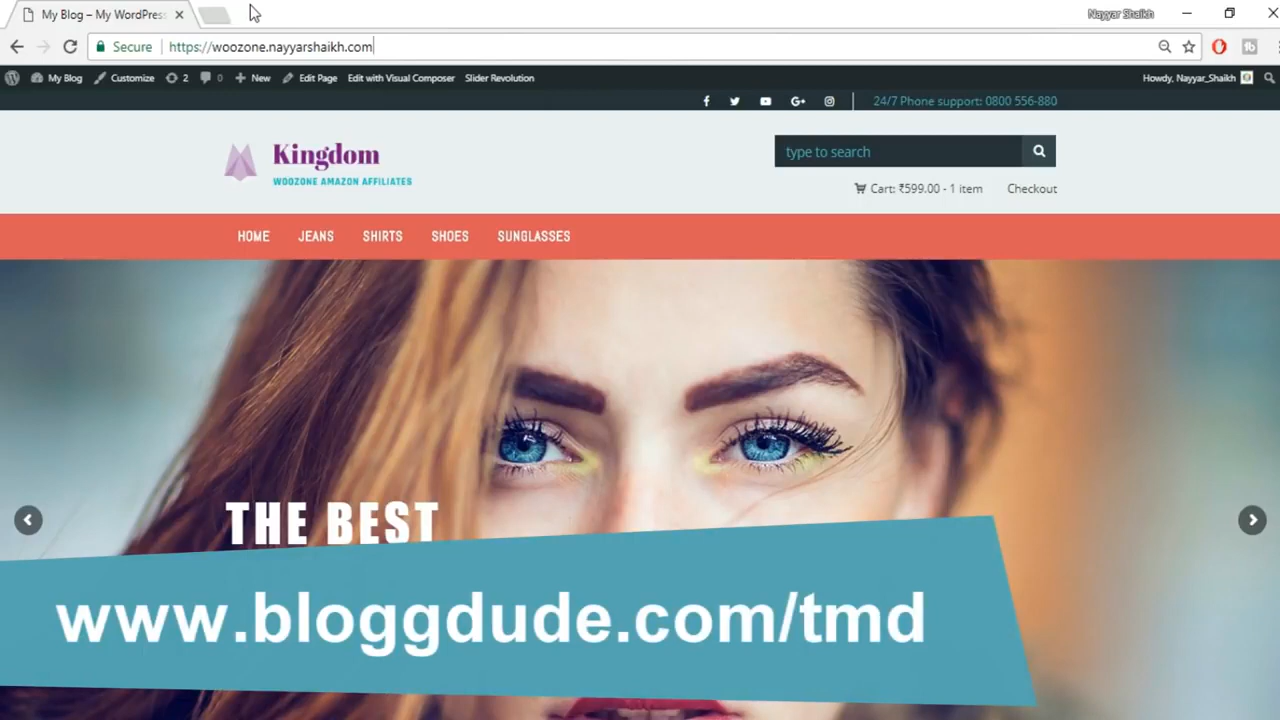 My Blog – My WordPress
Nayyar Shaikh
Secure
https://woozone.nayyarshaikh.com
My Blog
Customize
2
0
New
Edit Page
Edit with Visual Composer
Slider Revolution
Howdy, Nayyar_Shaikh
24/7 Phone support: 0800 556-880
Kingdom
WOOZONE AMAZON AFFILIATES
type to search
Cart: ₹599.00 - 1 item
Checkout
HOME
JEANS
SHIRTS
SHOES
SUNGLASSES
THE BEST
www.bloggdude.com/tmd